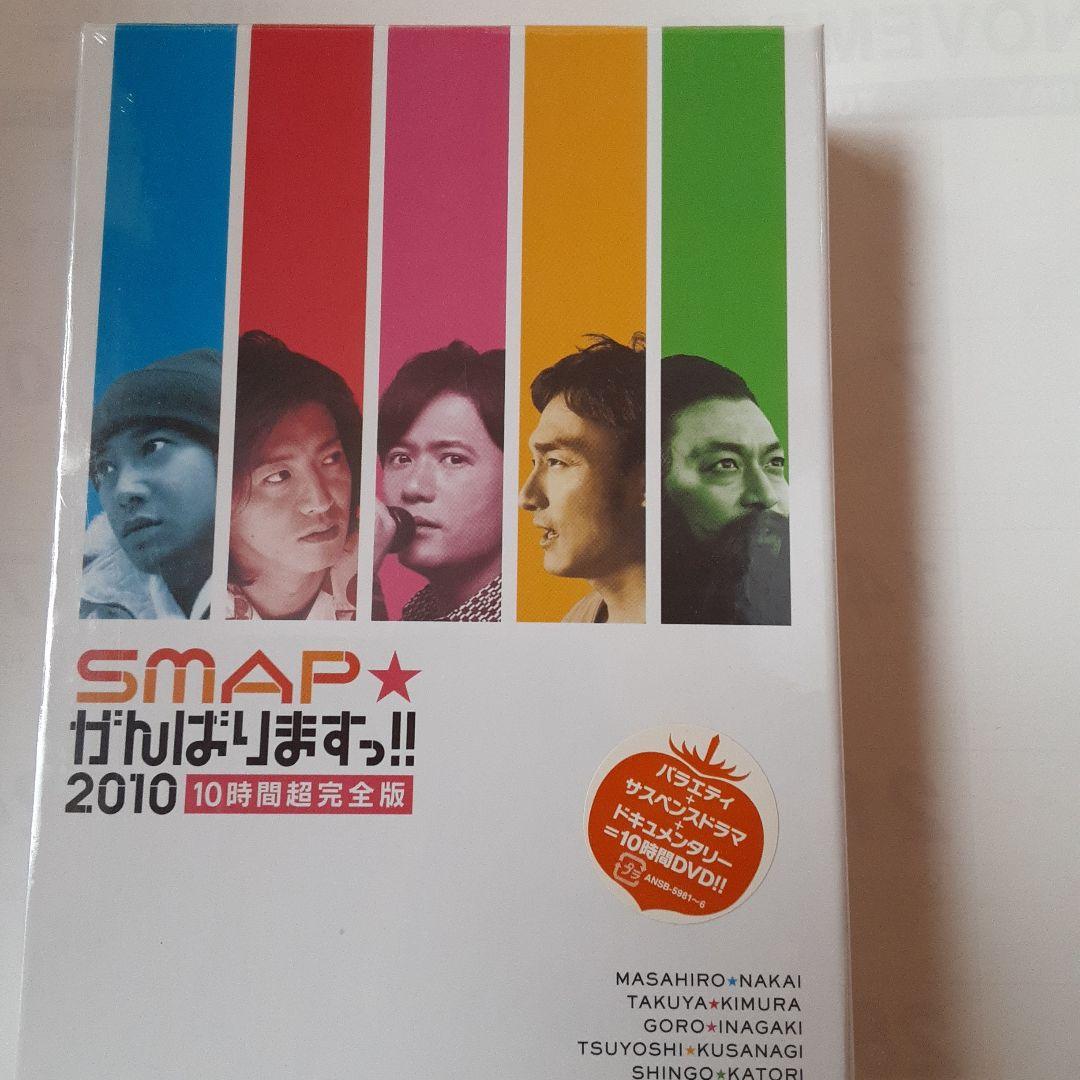 SMAP★
がんばりますっ!!
2010 10時間超完全版
バラエティ
+
サスペンスドラマ
+
ドキュメンタリー
=10時間DVD!!
プラ
ANSB-5981~6
MASAHIRO★NAKAI
TAKUYA★KIMURA
GORO★INAGAKI
TSUYOSHI★KUSANAGI
SHINGO★KATORI